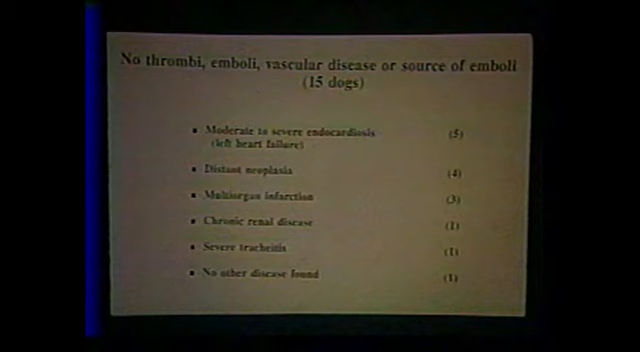 No thrombi, emboli, vascular disease or source of emboli
(15 dogs)
▪ Moderate to severe endocardiosis (5)
(left heart failure)
▪ Distant neoplasia (4)
▪ Multiorgan infarction (3)
▪ Chronic renal disease (1)
▪ Severe tracheitis (1)
▪ No other disease found (1)